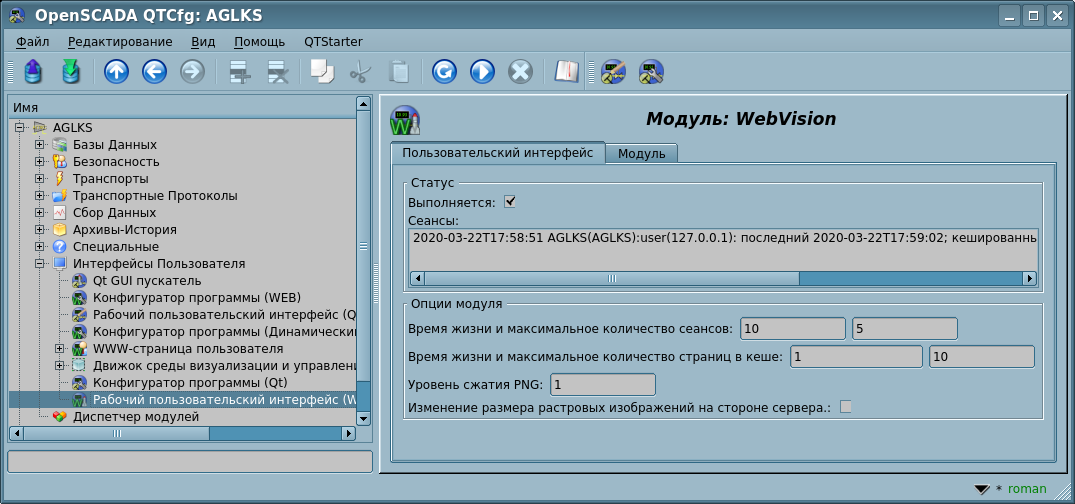 OpenSCADA QTCfg: AGLKS
Файл Редактирование Вид Помощь QTStarter
Имя
AGLKS
Базы Данных
Безопасность
Транспорты
Транспортные Протоколы
Сбор Данных
Архивы-История
Специальные
Интерфейсы Пользователя
Qt GUI пускатель
Конфигуратор программы (WEB)
Рабочий пользовательский интерфейс (Q
Конфигуратор программы (Динамически
WWW-страница пользователя
Движок среды визуализации и управлен
Конфигуратор программы (Qt)
Рабочий пользовательский интерфейс (W
Диспетчер модулей
Модуль: WebVision
Пользовательский интерфейс Модуль
Статус
Выполняется:
Сеансы:
2020-03-22T17:58:51 AGLKS(AGLKS):user(127.0.0.1): последний 2020-03-22T17:59:02; кешированны
Опции модуля
Время жизни и максимальное количество сеансов: 10 5
Время жизни и максимальное количество страниц в кеше: 1 10
Уровень сжатия PNG: 1
Изменение размера растровых изображений на стороне сервера.:
* roman